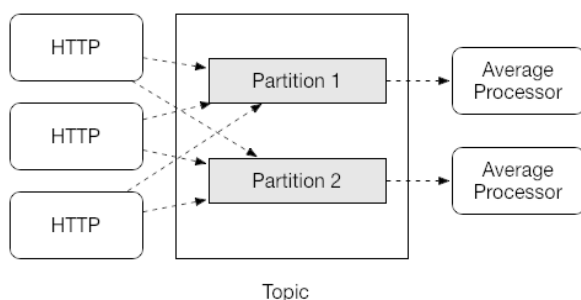 HTTP
HTTP
HTTP
Partition 1
Partition 2
Average
Processor
Average
Processor
Topic